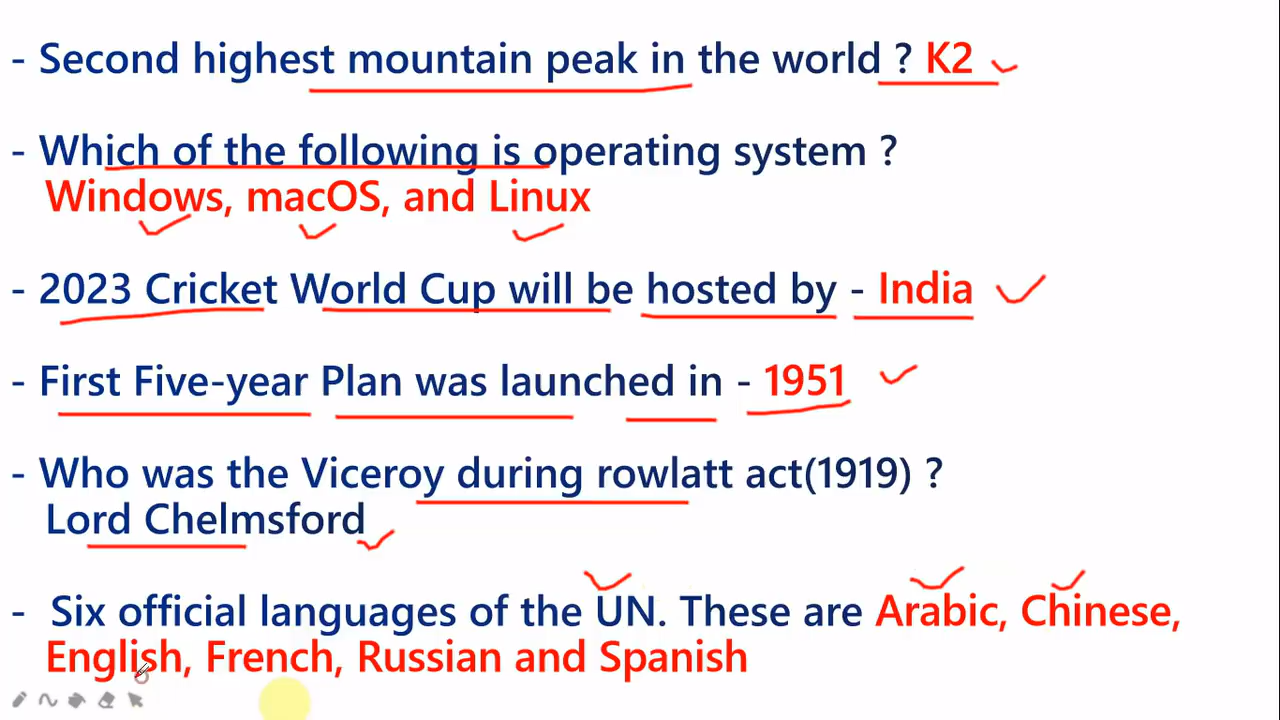 - Second highest mountain peak in the world ? K2
- Which of the following is operating system ?
Windows, macOS, and Linux
- 2023 Cricket World Cup will be hosted by - India
- First Five-year Plan was launched in - 1951
- Who was the Viceroy during rowlatt act(1919) ?
Lord Chelmsford
- Six official languages of the UN. These are Arabic, Chinese,
English, French, Russian and Spanish